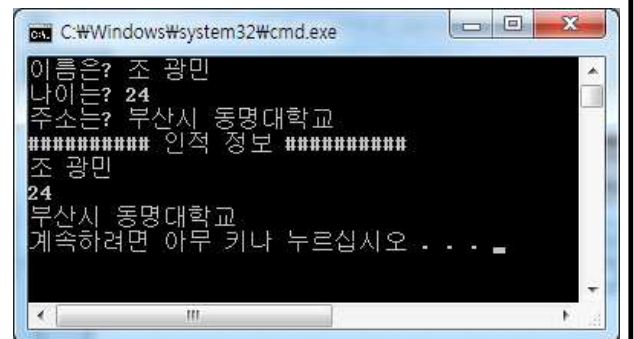 C:₩Windows₩system32₩cmd.exe
이름은? 조 광민
나이는? 24
주소는? 부산시 동명대학교
########## 인적 정보 ##########
조 광민
24
부산시 동명대학교
계속하려면 아무 키나 누르십시오 . . .